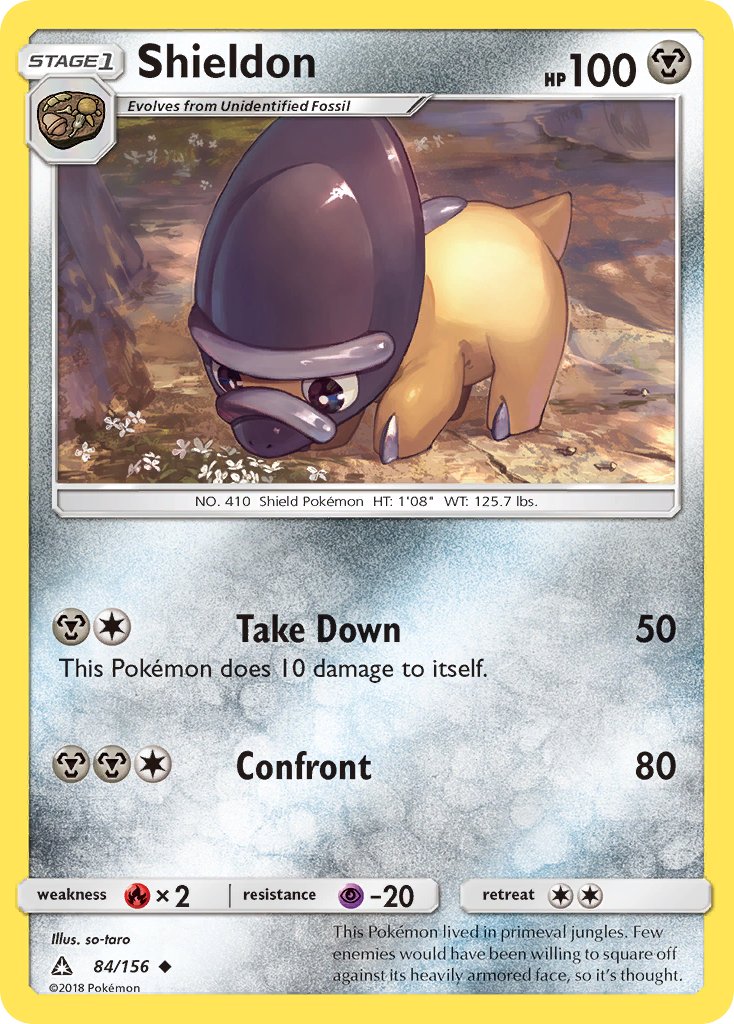 STAGE1
Shieldon
HP 100
Evolves from Unidentified Fossil
NO. 410 Shield Pokémon HT: 1'08" WT: 125.7 lbs.
Take Down 50
This Pokémon does 10 damage to itself.
Confront 80
weakness ×2 resistance -20 retreat
Illus. so-taro
84/156
©2018 Pokémon
This Pokémon lived in primeval jungles. Few
enemies would have been willing to square off
against its heavily armored face, so it's thought.